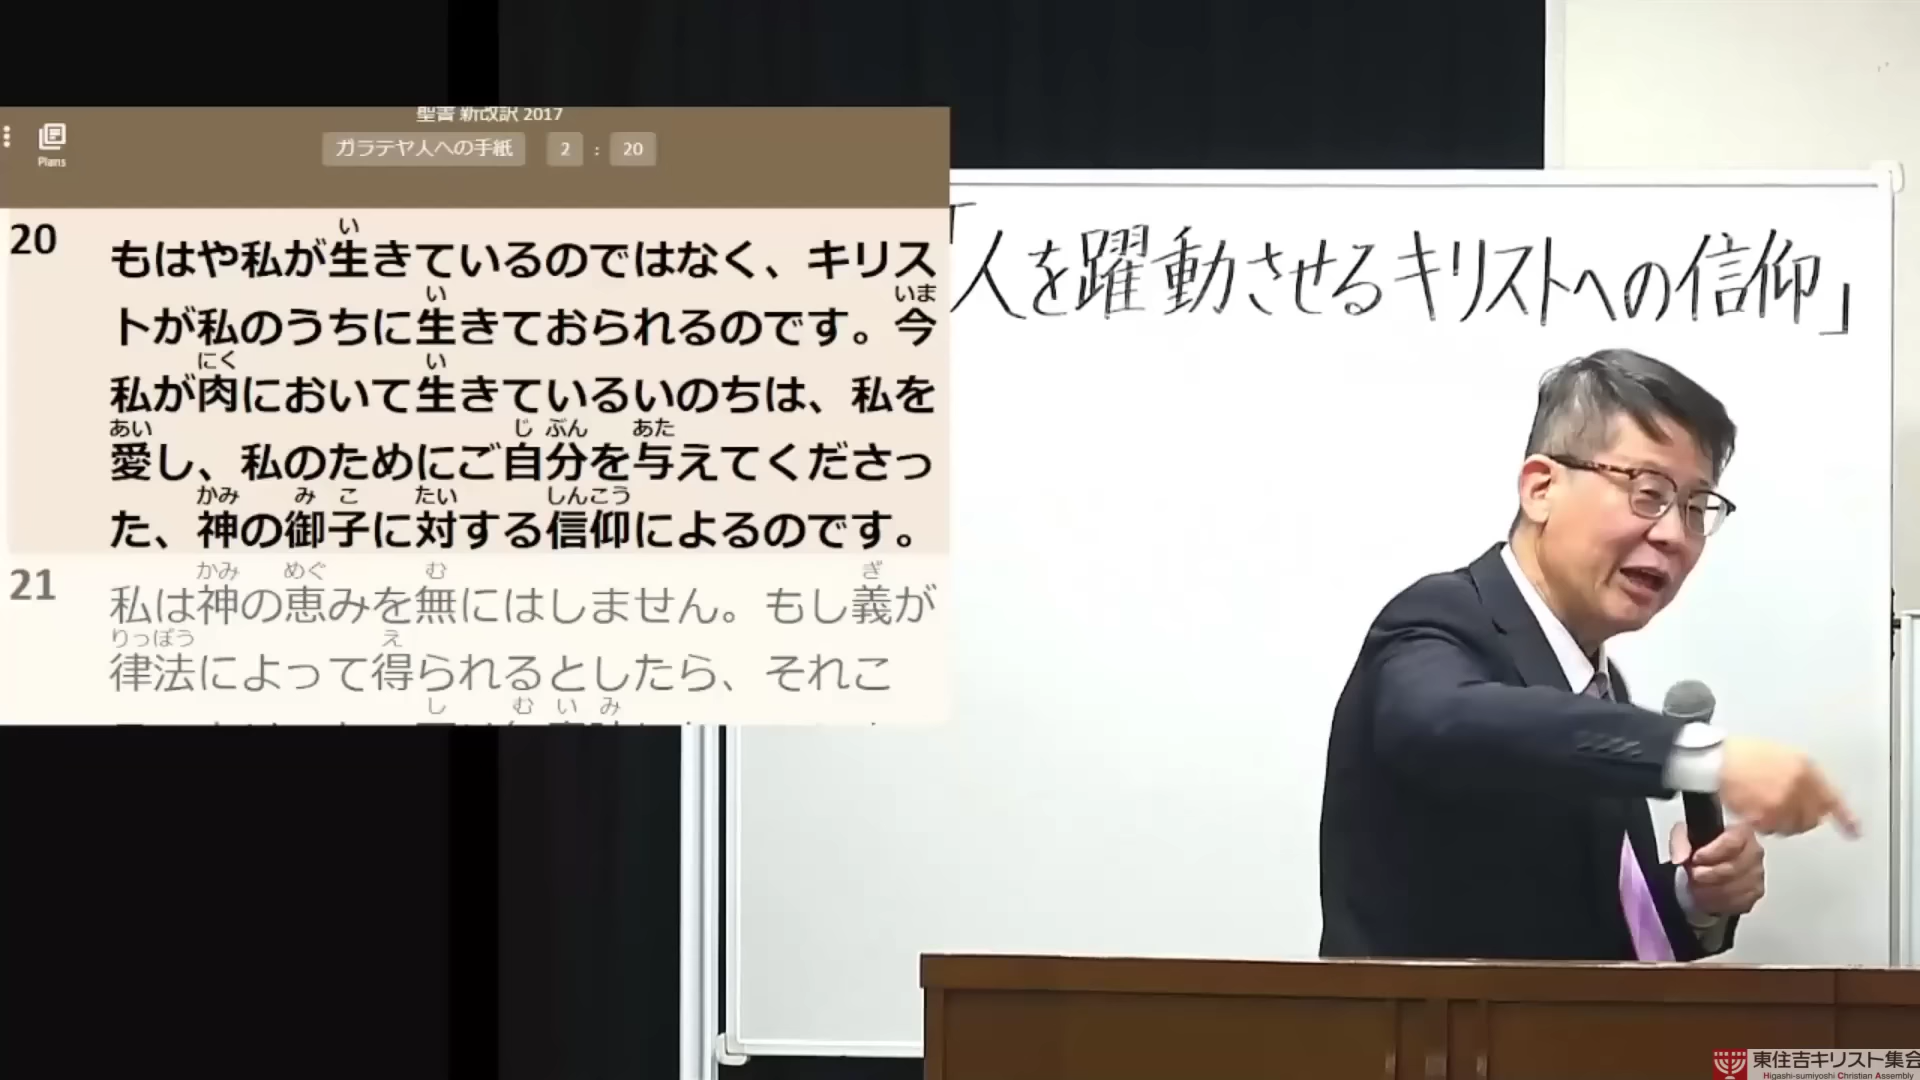 聖書 新改訳 2017
Plans
ガラテヤ人への手紙 2 : 20
20 もはや私が生きているのではなく、キリス
トが私のうちに生きておられるのです。今
私が肉において生きているいのちは、私を
愛し、私のためにご自分を与えてくださっ
た、神の御子に対する信仰によるのです。
21 私は神の恵みを無にはしません。もし義が
律法によって得られるとしたら、それこ
「人を躍動させるキリストへの信仰」
東住吉キリスト集会
Higashi-sumiyoshi Christian Assembly